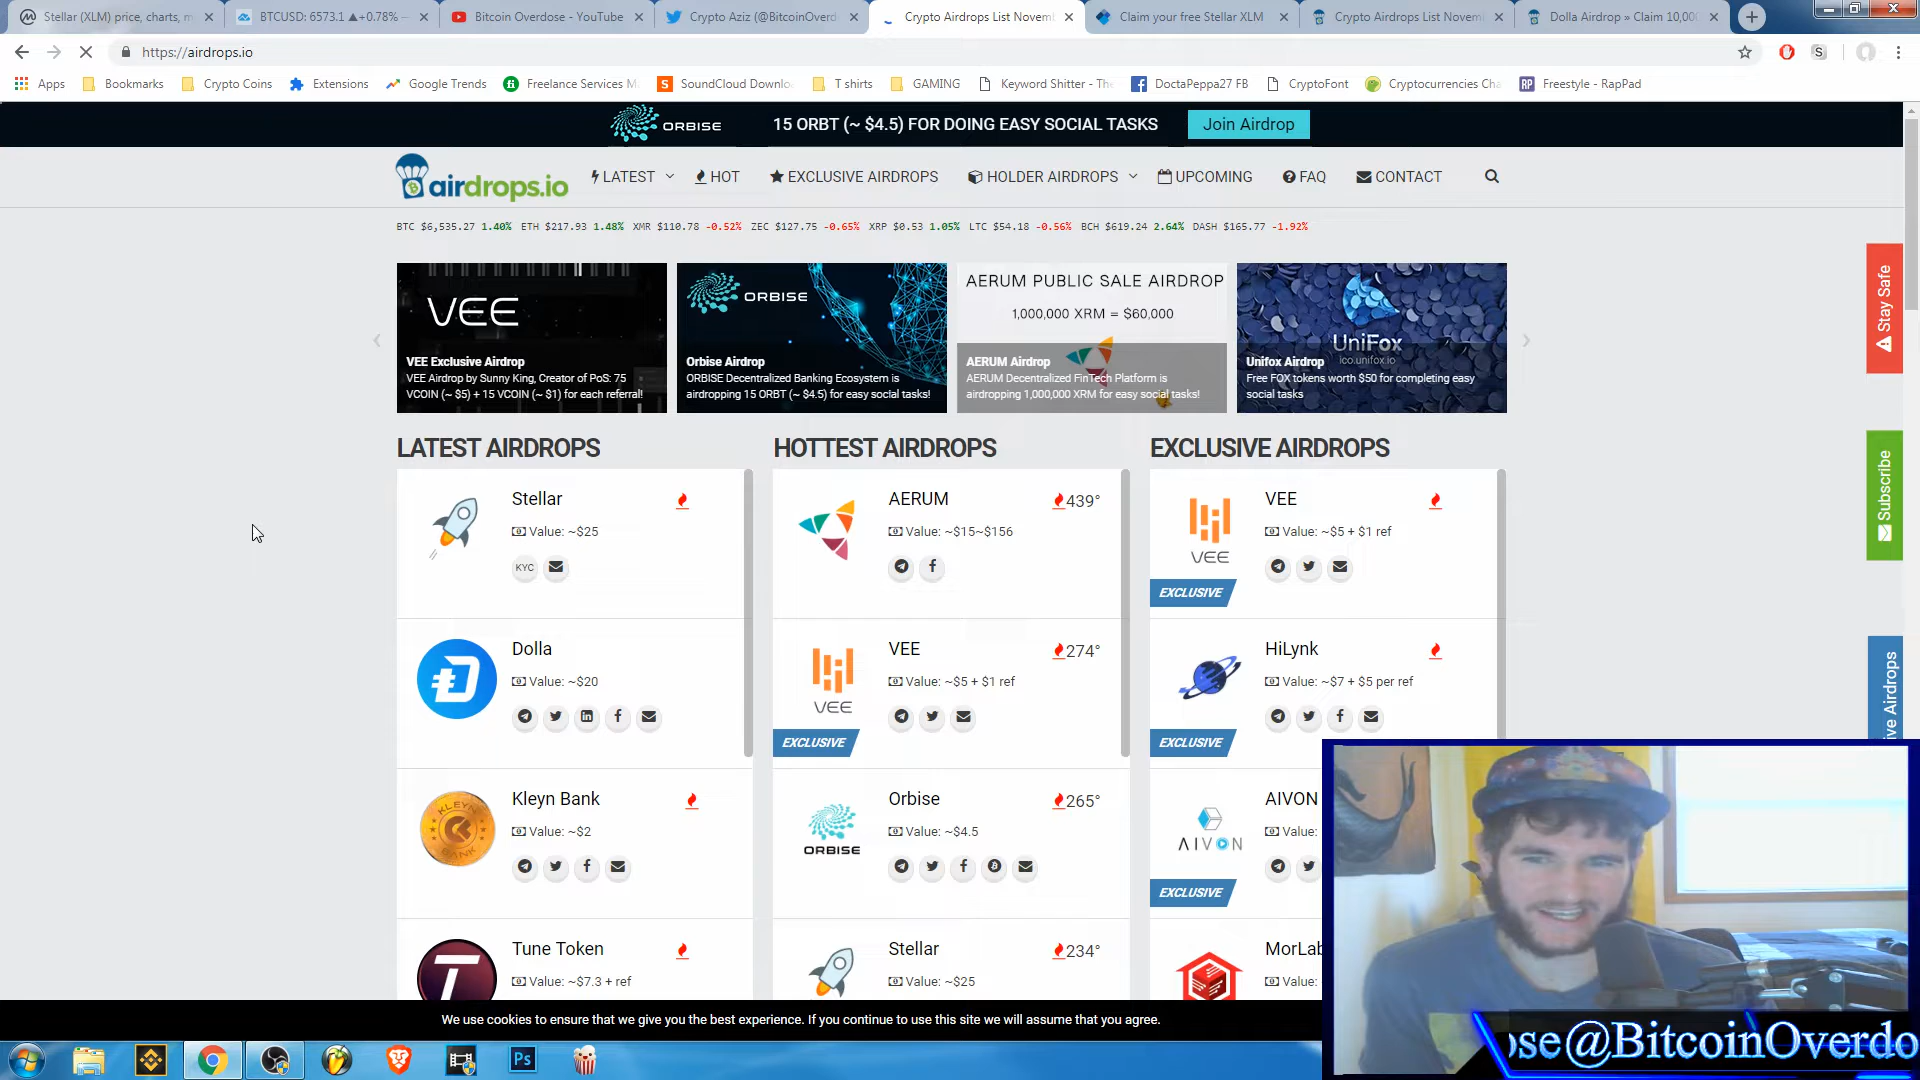 Stellar (XLM) price, charts, m
BTCUSD: 6573.1 ▲+0.78% —
Bitcoin Overdose - YouTube
Crypto Aziz (@BitcoinOverd
Crypto Airdrops List Novem
Claim your free Stellar XLM
Crypto Airdrops List Novem
Dolla Airdrop » Claim 10,00
https://airdrops.io
Apps
Bookmarks
Crypto Coins
Extensions
Google Trends
Freelance Services M
SoundCloud Downlo
T shirts
GAMING
Keyword Shitter - The
DoctaPeppa27 FB
CryptoFont
Cryptocurrencies Cha
Freestyle - RapPad
ORBISE
15 ORBT (~ $4.5) FOR DOING EASY SOCIAL TASKS
Join Airdrop
airdrops.io
LATEST
HOT
EXCLUSIVE AIRDROPS
HOLDER AIRDROPS
UPCOMING
FAQ
CONTACT
BTC $6,535.27 1.40% ETH $217.93 1.48% XMR $110.78 -0.52% ZEC $127.75 -0.65% XRP $0.53 1.05% LTC $54.18 -0.56% BCH $619.24 2.64% DASH $165.77 -1.92%
VEE
VEE Exclusive Airdrop
VEE Airdrop by Sunny King, Creator of PoS: 75
VCOIN (~ $5) + 15 VCOIN (~ $1) for each referral!
ORBISE
Orbise Airdrop
ORBISE Decentralized Banking Ecosystem is
airdropping 15 ORBT (~ $4.5) for easy social tasks!
AERUM PUBLIC SALE AIRDROP
1,000,000 XRM = $60,000
AERUM Airdrop
AERUM Decentralized FinTech Platform is
airdropping 1,000,000 XRM for easy social tasks!
UniFox
ico.unifox.io
Unifox Airdrop
Free FOX tokens worth $50 for completing easy
social tasks
Stay Safe
Subscribe
ive Airdrops
LATEST AIRDROPS
Stellar
Value: ~$25
KYC
Dolla
Value: ~$20
KLEYN
BANK
Kleyn Bank
Value: ~$2
Tune Token
Value: ~$7.3 + ref
HOTTEST AIRDROPS
AERUM
439°
Value: ~$15~$156
VEE
VEE
274°
Value: ~$5 + $1 ref
EXCLUSIVE
ORBISE
Orbise
265°
Value: ~$4.5
Stellar
234°
Value: ~$25
EXCLUSIVE AIRDROPS
VEE
VEE
Value: ~$5 + $1 ref
EXCLUSIVE
HiLynk
Value: ~$7 + $5 per ref
EXCLUSIVE
AIVON
AIVON
Value:
EXCLUSIVE
MorLab
Value:
We use cookies to ensure that we give you the best experience. If you continue to use this site we will assume that you agree.
Ps
ose@BitcoinOverdo